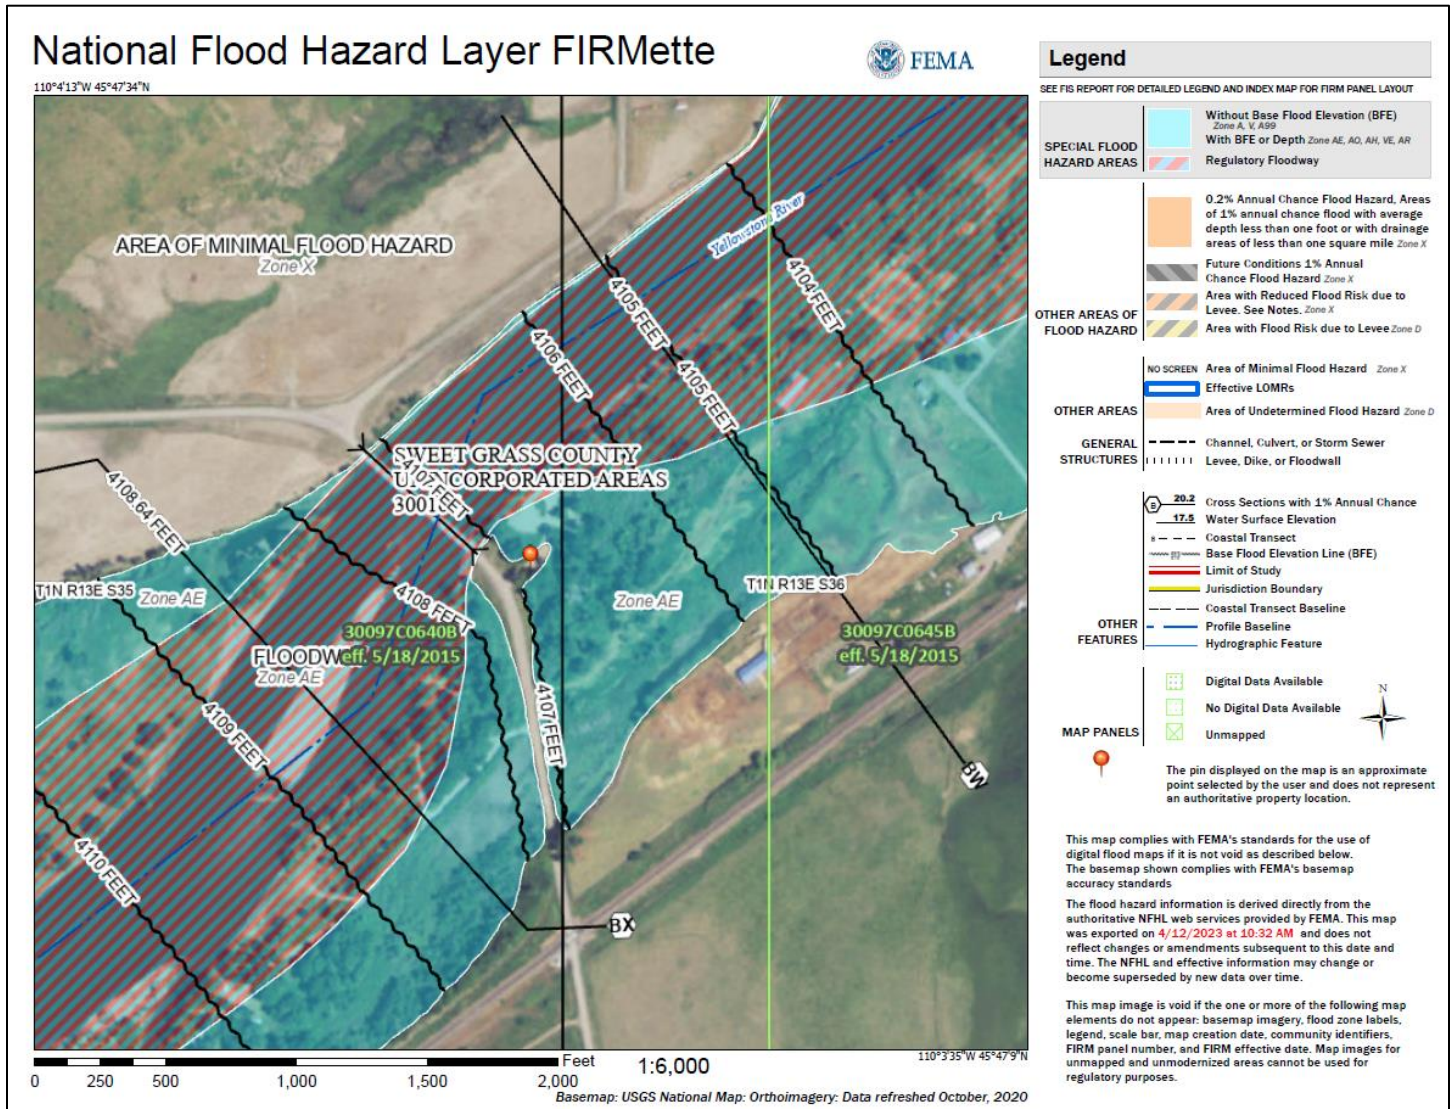 National Flood Hazard Layer FIRMette
FEMA
110°4'13"W 45°47'34"N
AREA OF MINIMAL FLOOD HAZARD
Zone X
Yellowstone River
4104 FEET
4105 FEET
4105 FEET
4106 FEET
SWEET GRASS COUNTY
4107 FEET
4108.64 FEET
T1N R13E S35
Zone AE
4108 FEET
Zone AE
T1N R13E S36
30097C0640B
eff. 5/18/2015
30097C0645B
eff. 5/18/2015
Zone AE
4109 FEET
4107 FEET
BW
4110 FEET
BX
110°3'35"W 45°47'9"N
Feet
1:6,000
0 250 500 1,000 1,500 2,000
Basemap: USGS National Map: Orthoimagery: Data refreshed October, 2020
Legend
SEE FIS REPORT FOR DETAILED LEGEND AND INDEX MAP FOR FIRM PANEL LAYOUT
SPECIAL FLOOD
HAZARD AREAS
Without Base Flood Elevation (BFE)
Zone A, V, A99
With BFE or Depth Zone AE, AO, AH, VE, AR
Regulatory Floodway
OTHER AREAS OF
FLOOD HAZARD
0.2% Annual Chance Flood Hazard, Areas
of 1% annual chance flood with average
depth less than one foot or with drainage
areas of less than one square mile Zone X
Future Conditions 1% Annual
Chance Flood Hazard Zone X
Area with Reduced Flood Risk due to
Levee. See Notes. Zone X
Area with Flood Risk due to Levee Zone D
OTHER AREAS
NO SCREEN Area of Minimal Flood Hazard Zone X
Effective LOMRs
Area of Undetermined Flood Hazard Zone D
GENERAL
STRUCTURES
Channel, Culvert, or Storm Sewer
Levee, Dike, or Floodwall
OTHER
FEATURES
B 20.2 Cross Sections with 1% Annual Chance
17.5 Water Surface Elevation
8 Coastal Transect
Base Flood Elevation Line (BFE)
Limit of Study
Jurisdiction Boundary
Coastal Transect Baseline
Profile Baseline
Hydrographic Feature
MAP PANELS
Digital Data Available
No Digital Data Available
Unmapped
N
The pin displayed on the map is an approximate
point selected by the user and does not represent
an authoritative property location.
This map complies with FEMA's standards for the use of
digital flood maps if it is not void as described below.
The basemap shown complies with FEMA's basemap
accuracy standards
The flood hazard information is derived directly from the
authoritative NFHL web services provided by FEMA. This map
was exported on 4/12/2023 at 10:32 AM and does not
reflect changes or amendments subsequent to this date and
time. The NFHL and effective information may change or
become superseded by new data over time.
This map image is void if the one or more of the following map
elements do not appear: basemap imagery, flood zone labels,
legend, scale bar, map creation date, community identifiers,
FIRM panel number, and FIRM effective date. Map images for
unmapped and unmodernized areas cannot be used for
regulatory purposes.